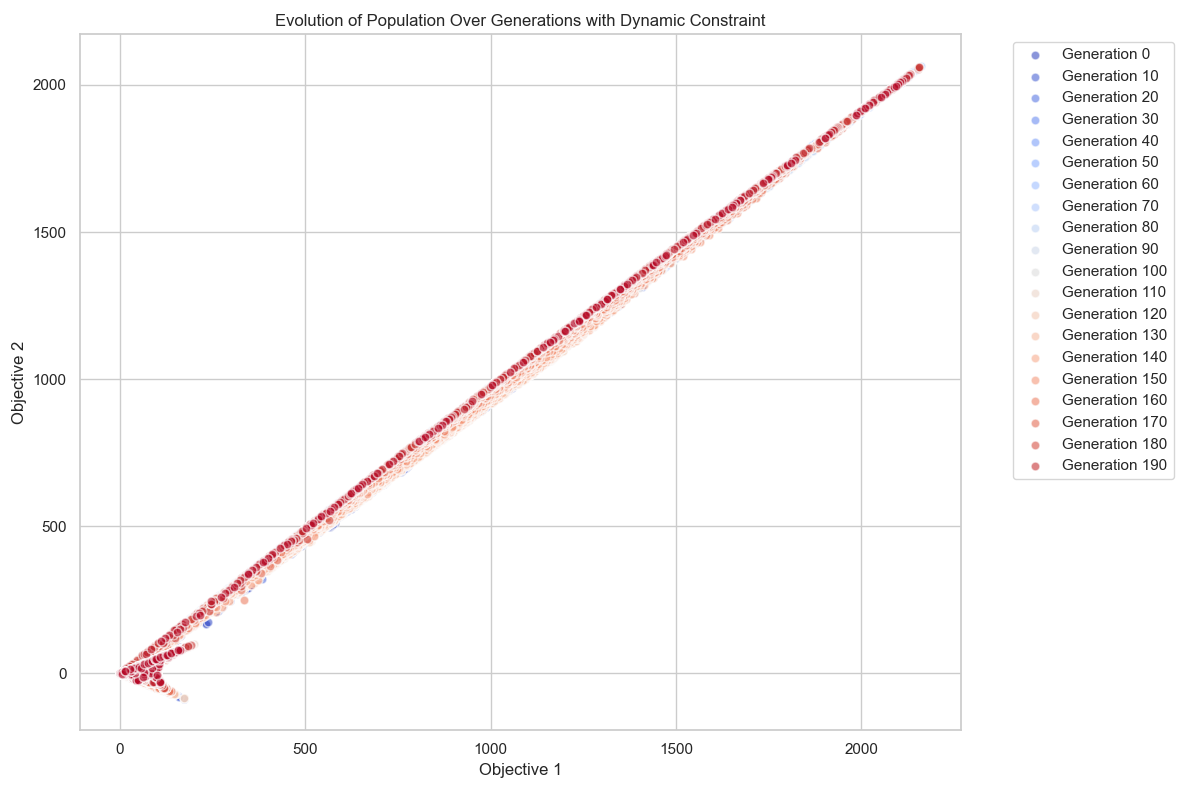 Evolution of Population Over Generations with Dynamic Constraint
Objective 2
2000
1500
1000
500
0
0 500 1000 1500 2000
Objective 1
Generation 0
Generation 10
Generation 20
Generation 30
Generation 40
Generation 50
Generation 60
Generation 70
Generation 80
Generation 90
Generation 100
Generation 110
Generation 120
Generation 130
Generation 140
Generation 150
Generation 160
Generation 170
Generation 180
Generation 190